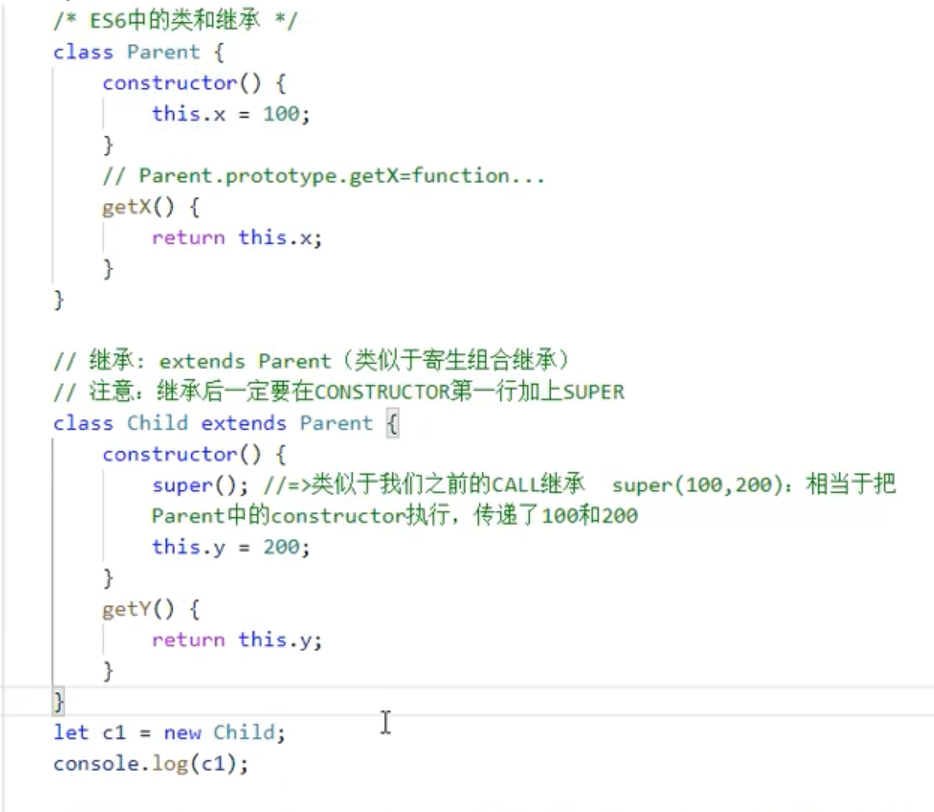 /* ES6中的类和继承 */
class Parent {
    constructor() {
        this.x = 100;
    }
    // Parent.prototype.getX=function...
    getX() {
        return this.x;
    }
}
// 继承: extends Parent（类似于寄生组合继承）
// 注意：继承后一定要在CONSTRUCTOR第一行加上SUPER
class Child extends Parent {
    constructor() {
        super(); //=>类似于我们之前的CALL继承  super(100,200)：相当于把
        Parent中的constructor执行，传递了100和200
        this.y = 200;
    }
    getY() {
        return this.y;
    }
}
let c1 = new Child;
console.log(c1);